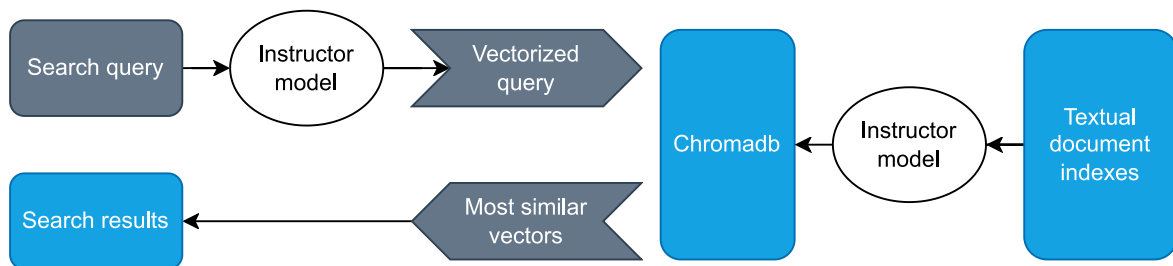 Search query
Instructor
model
Vectorized
query
Chromadb
Instructor
model
Textual
document
indexes
Search results
Most similar
vectors